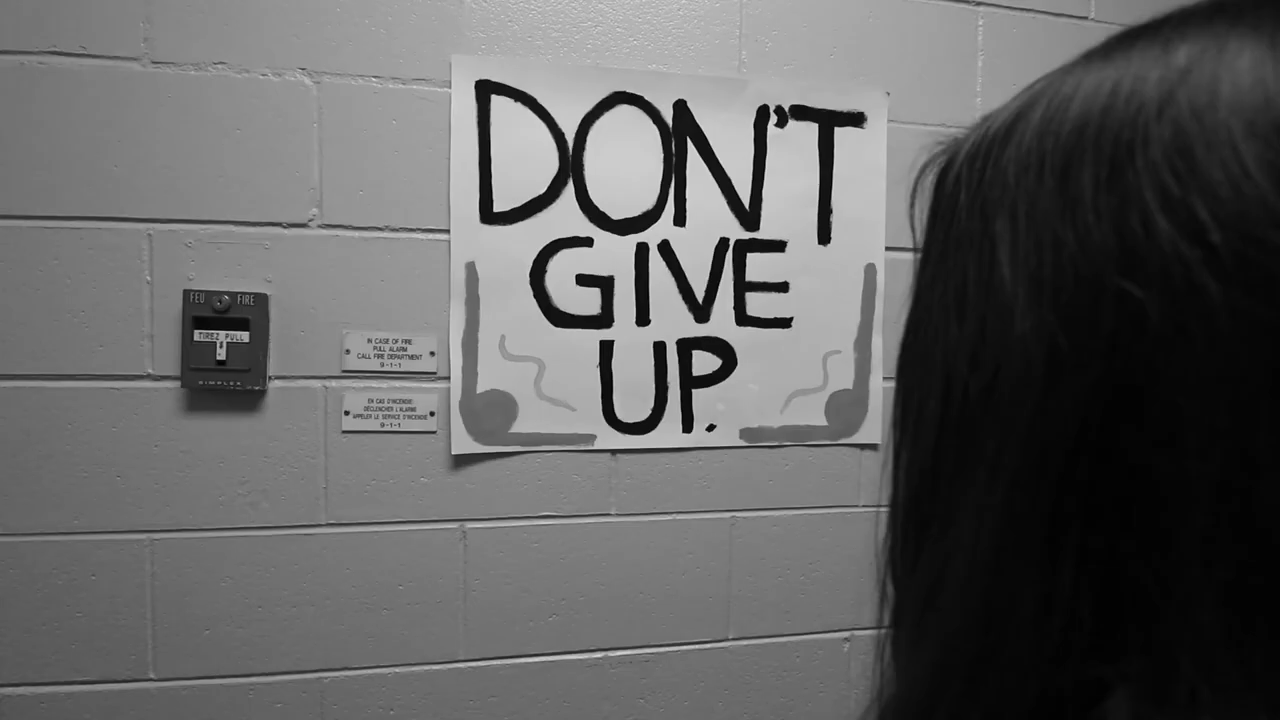 DON'T
GIVE
UP.
FEU FIRE
TIREZ PULL
SIMPLEX
IN CASE OF FIRE
PULL ALARM
CALL FIRE DEPARTMENT
9-1-1
EN CAS D'INCENDIE:
DÉCLENCHER L'ALARME
APPELER LE SERVICE D'INCENDIE
9-1-1